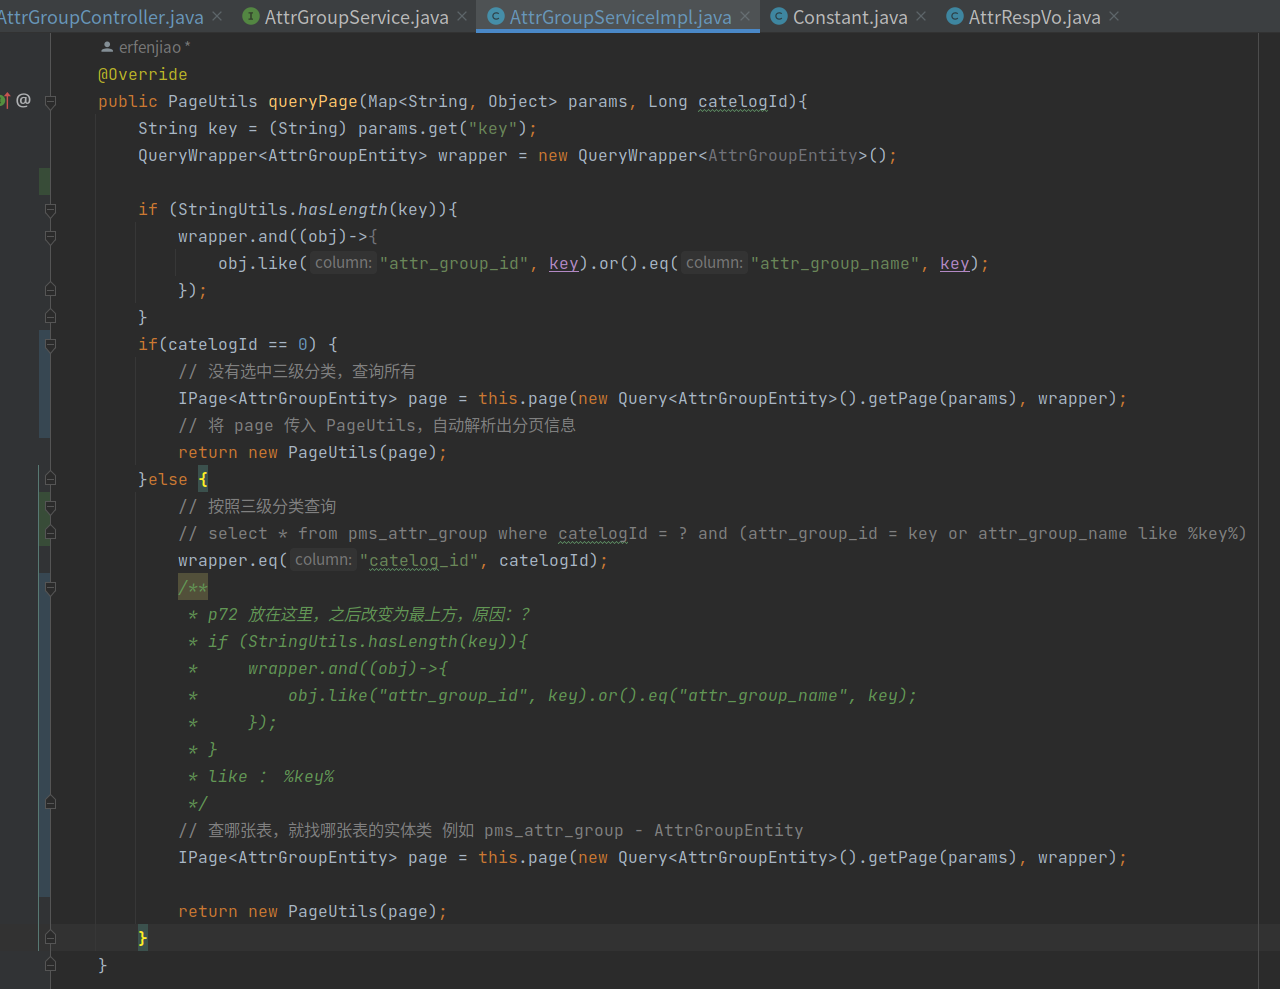 AttrGroupController.java × AttrGroupService.java × AttrGroupServiceImpl.java × Constant.java × AttrRespVo.java ×
erfenjiao *
@Override
public PageUtils queryPage(Map<String, Object> params, Long catelogId){
String key = (String) params.get("key");
QueryWrapper<AttrGroupEntity> wrapper = new QueryWrapper<AttrGroupEntity>();
if (StringUtils.hasLength(key)){
wrapper.and((obj)->{
obj.like( column: "attr_group_id", key).or().eq( column: "attr_group_name", key);
});
}
if(catelogId == 0) {
// 没有选中三级分类，查询所有
IPage<AttrGroupEntity> page = this.page(new Query<AttrGroupEntity>().getPage(params), wrapper);
// 将 page 传入 PageUtils，自动解析出分页信息
return new PageUtils(page);
}else {
// 按照三级分类查询
// select * from pms_attr_group where catelogId = ? and (attr_group_id = key or attr_group_name like %key%)
wrapper.eq( column: "catelog_id", catelogId);
/**
* p72 放在这里，之后改变为最上方，原因：？
* if (StringUtils.hasLength(key)){
* wrapper.and((obj)->{
* obj.like("attr_group_id", key).or().eq("attr_group_name", key);
* });
* }
* like ： %key%
*/
// 查哪张表，就找哪张表的实体类 例如 pms_attr_group - AttrGroupEntity
IPage<AttrGroupEntity> page = this.page(new Query<AttrGroupEntity>().getPage(params), wrapper);
return new PageUtils(page);
}
}